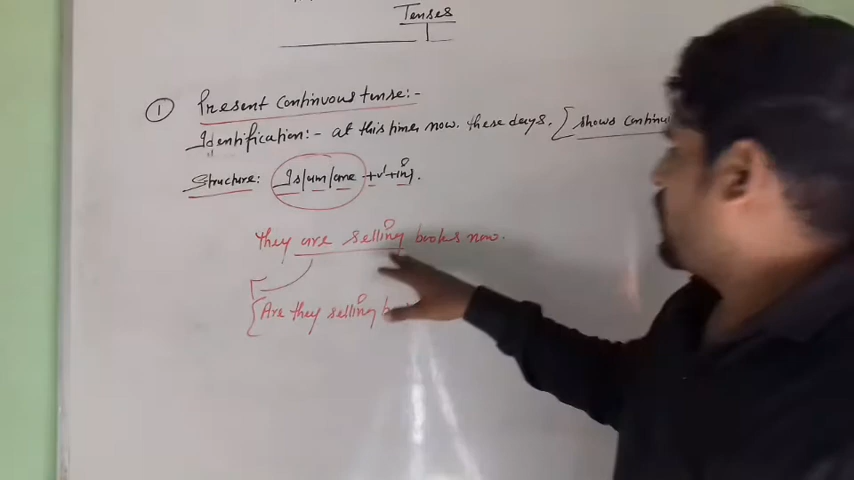 Tenses
① Present continuous tense:-
Identification:- at this time, now. these days. [shows continu
Structure: Is/am/are +v¹+ing.
they are selling books now.
Are they selling